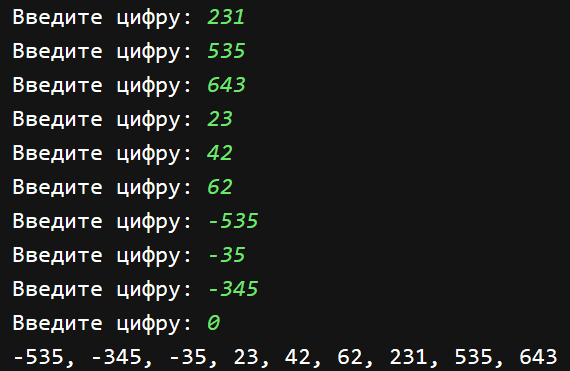 Введите цифру: 231
Введите цифру: 535
Введите цифру: 643
Введите цифру: 23
Введите цифру: 42
Введите цифру: 62
Введите цифру: -535
Введите цифру: -35
Введите цифру: -345
Введите цифру: 0
-535, -345, -35, 23, 42, 62, 231, 535, 643